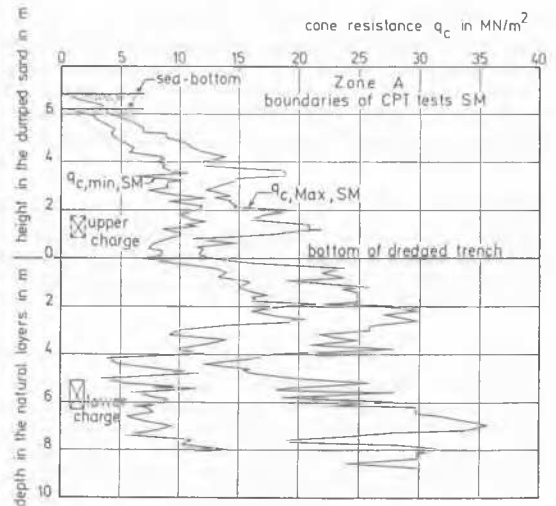 cone resistance q_c in MN/m²
0 5 10 15 20 25 30 35 40
height in the dumped sand in m
sea-bottom
Zone A
boundaries of CPT tests SM
6
4
q_c,min,SM
q_c,Max,SM
2
upper
charge
bottom of dredged trench
0
depth in the natural layers in m
2
4
6
lower
charge
8
10